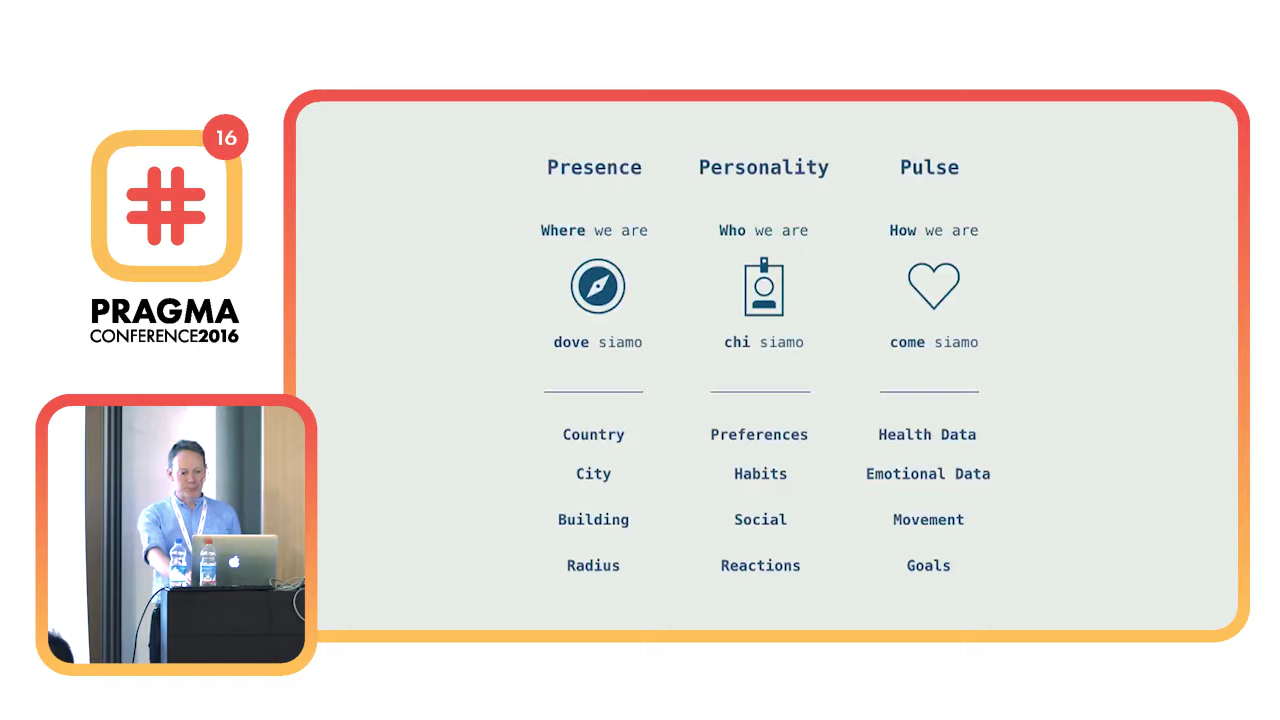 16
PRAGMA
CONFERENCE2016
Presence Personality Pulse
Where we are Who we are How we are
dove siamo chi siamo come siamo
Country Preferences Health Data
City Habits Emotional Data
Building Social Movement
Radius Reactions Goals